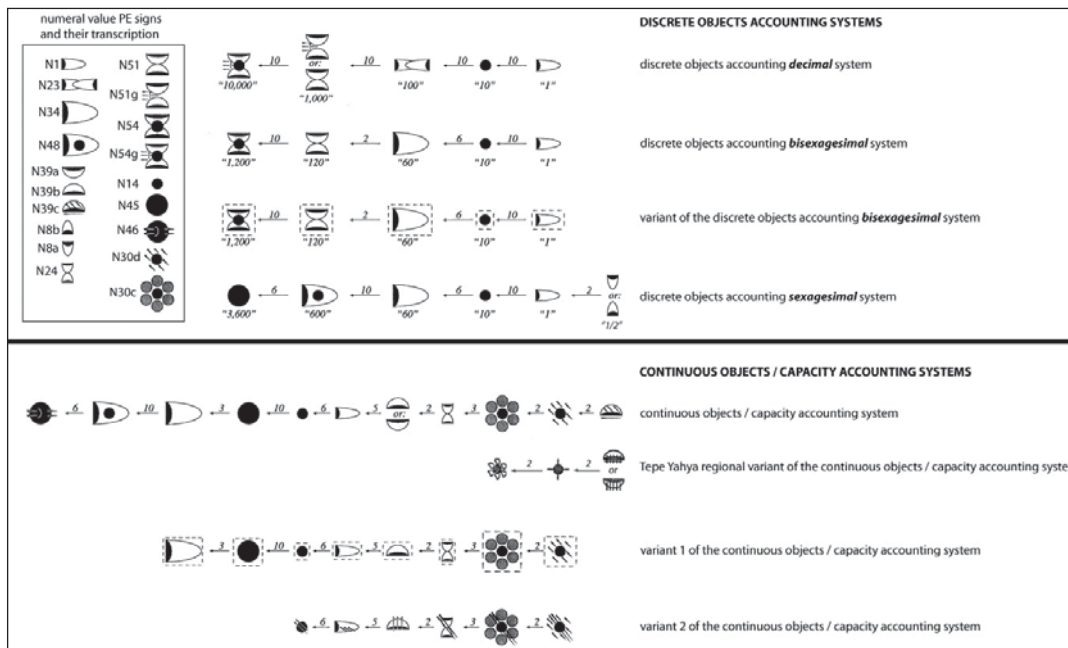 numeral value PE signs
and their transcription
N1
N23
N34
N48
N39a
N39b
N39c
N8b
N8a
N24
N51
N51g
N54
N54g
N14
N45
N46
N30d
N30c
DISCRETE OBJECTS ACCOUNTING SYSTEMS
10 or: 10 10 10
"10,000" "1,000" "100" "10" "1"
discrete objects accounting decimal system
10 2 6 10
"1,200" "120" "60" "10" "1"
discrete objects accounting bisexagesimal system
10 2 6 10
"1,200" "120" "60" "10" "1"
variant of the discrete objects accounting bisexagesimal system
6 10 6 10 2 or:
"3,600" "600" "60" "10" "1" "1/2"
discrete objects accounting sexagesimal system
CONTINUOUS OBJECTS / CAPACITY ACCOUNTING SYSTEMS
6 10 3 10 6 5 or: 2 3 2 2
continuous objects / capacity accounting system
2 2 or
Tepe Yahya regional variant of the continuous objects / capacity accounting syste
3 10 6 5 2 3 2
variant 1 of the continuous objects / capacity accounting system
6 5 2 3 2
variant 2 of the continuous objects / capacity accounting system